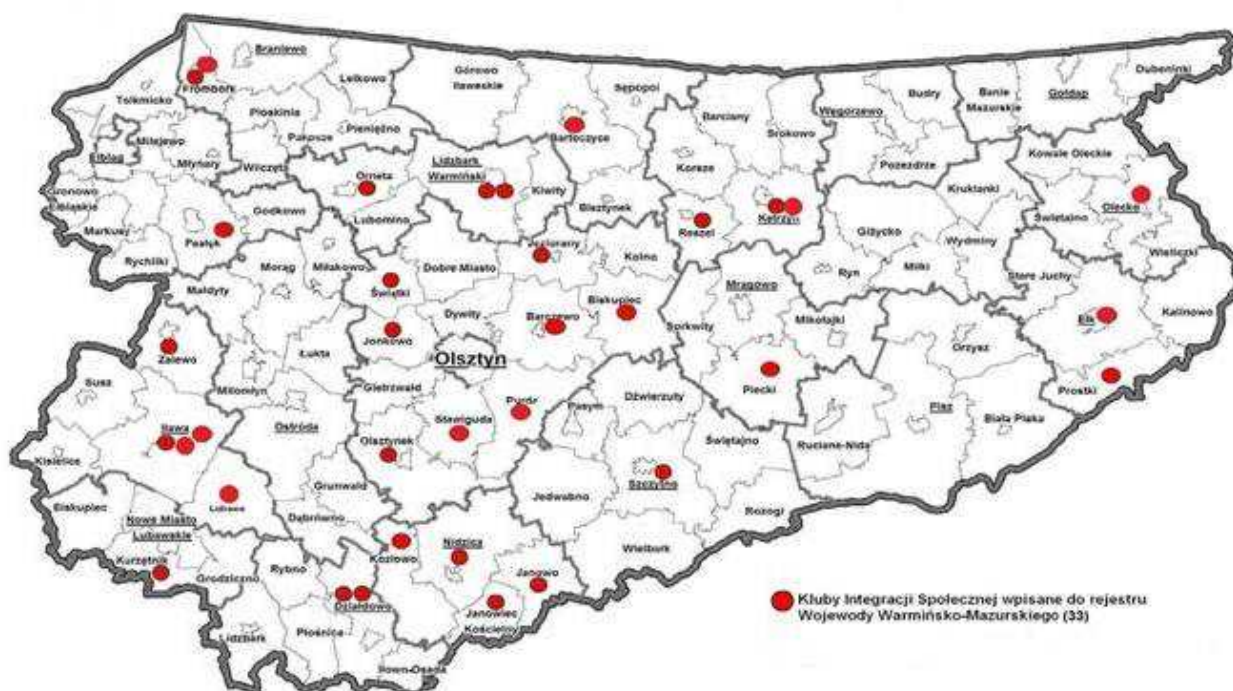 Braniewo
Frombork
Lelkowo
Górowo
Iławeskie
Sępopol
Barciany
Srokowo
Węgorzewo
Budry
Banie
Mazurskie
Gołdap
Dubeninki
Tolkmicko
Płoskinia
Pieniężno
Bartoszyce
Korsze
Pozezdrze
Kowale Oleckie
Elbląg
Milejewo
Młynary
Wilczęta
Orneta
Lidzbark
Warmiński
Kiwity
Bisztynek
Reszel
Kętrzyn
Kruklanki
Olecko
Świętajno
Wieliczki
Gronowo
Elbląskie
Markusy
Pasłęk
Godkowo
Lubomino
Jeziorany
Kolno
Giżycko
Wydminy
Rychliki
Morąg
Miłakowo
Dobre Miasto
Świątki
Małdyty
Mrągowo
Ryn
Miłki
Stare Juchy
Dywity
Barczewo
Biskupiec
Sorkwity
Mikołajki
Ełk
Kalinowo
Zalewo
Łukta
Jonkowo
Olsztyn
Orzysz
Susz
Miłomłyn
Gietrzwałd
Piecki
Prostki
Purda
Pasym
Dźwierzuty
Pisz
Biała Piska
Iława
Ostróda
Olsztynek
Stawiguda
Świętajno
Ruciane-Nida
Kisielice
Grunwald
Szczytno
Jedwabno
Biskupiec
Lubawa
Dąbrówno
Rozogi
Nowe Miasto
Lubawskie
Kurzętnik
Grodziczno
Rybno
Kozłowo
Nidzica
Janowo
Wielbark
Działdowo
Janowiec
Kościelny
Płośnica
Lidzbark
Iłowo-Osada
Kluby Integracji Społecznej wpisane do rejestru
Wojewody Warmińsko-Mazurskiego (33)